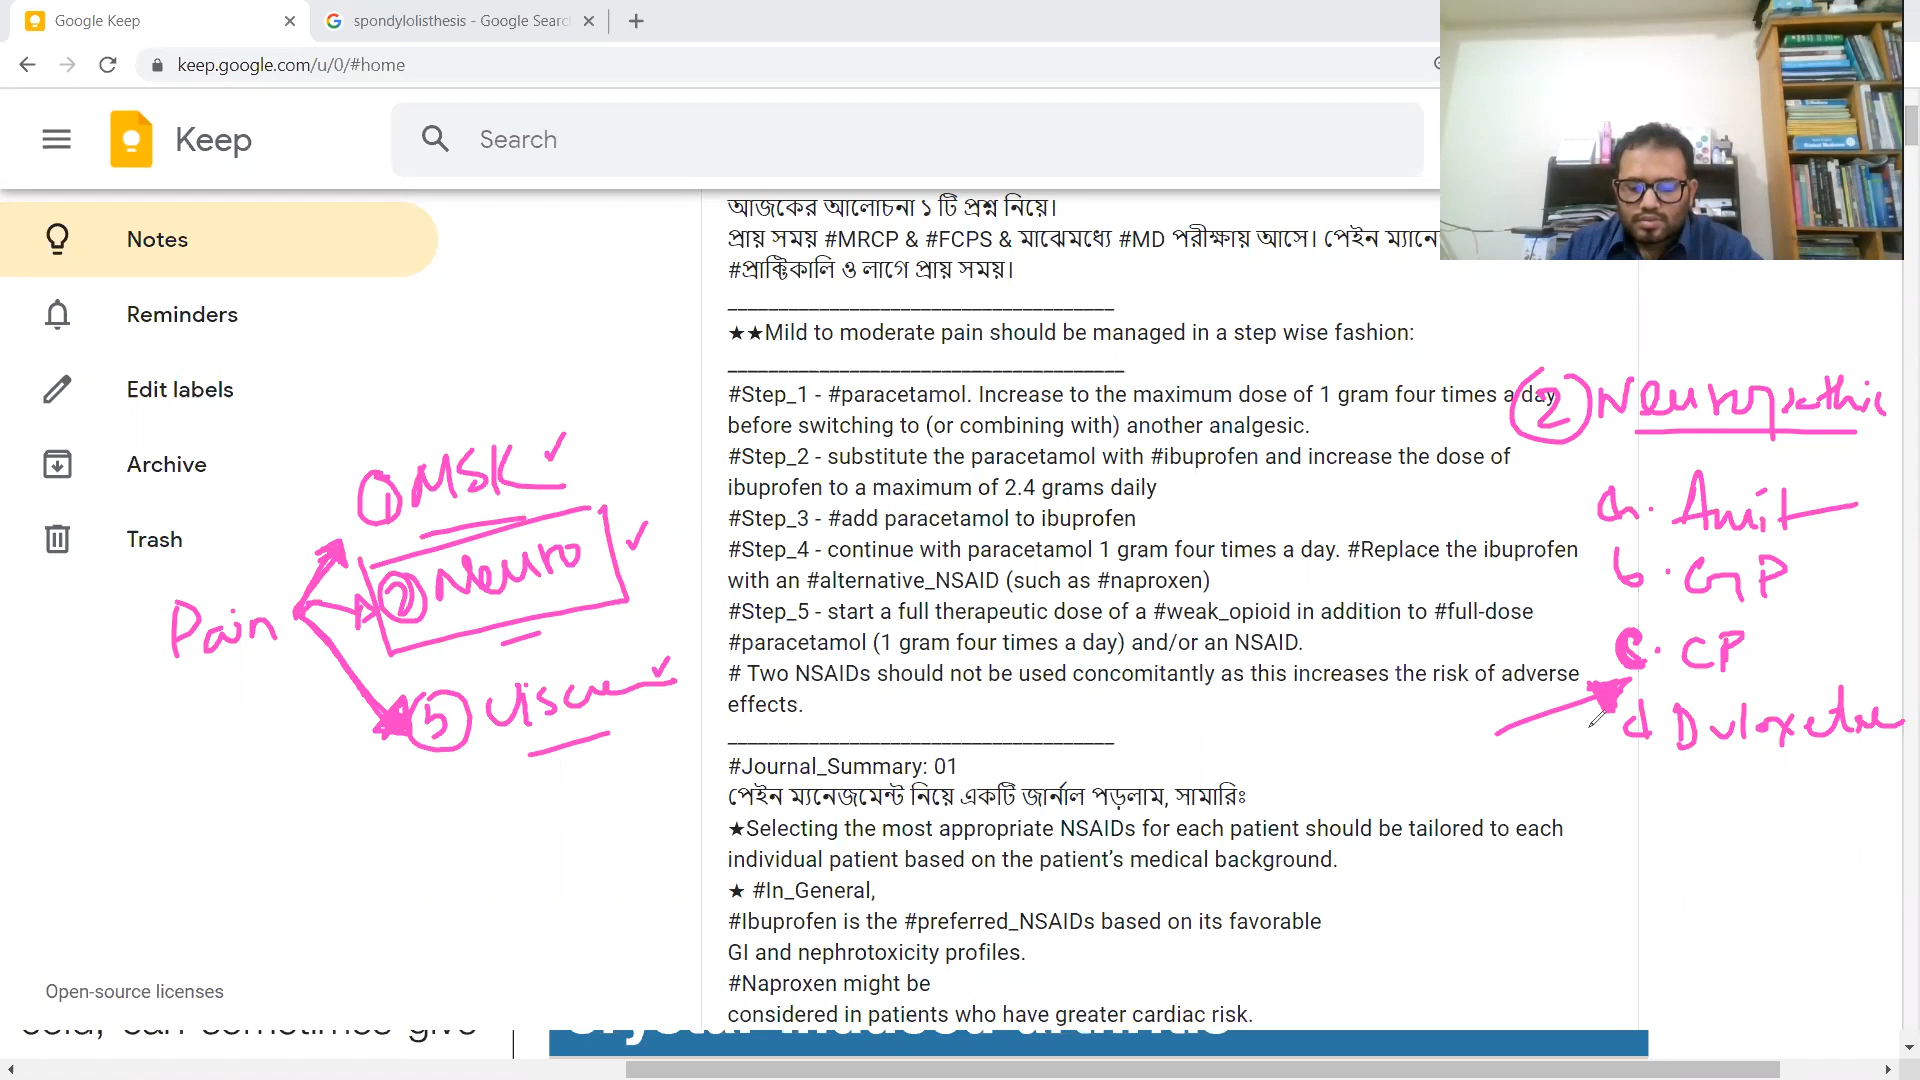 Google Keep
spondylolisthesis - Google Searc
keep.google.com/u/0/#home
Keep
Search
Notes
Reminders
Edit labels
Archive
Trash
Open-source licenses
আজকের আলোচনা ১ টি প্রশ্ন নিয়ে।
প্রায় সময় #MRCP & #FCPS & মাঝেমধ্যে #MD পরীক্ষায় আসে। পেইন ম্যানে
#প্রাক্টিকালি ও লাগে প্রায় সময়।
★★Mild to moderate pain should be managed in a step wise fashion:
#Step_1 - #paracetamol. Increase to the maximum dose of 1 gram four times a day
before switching to (or combining with) another analgesic.
#Step_2 - substitute the paracetamol with #ibuprofen and increase the dose of
ibuprofen to a maximum of 2.4 grams daily
#Step_3 - #add paracetamol to ibuprofen
#Step_4 - continue with paracetamol 1 gram four times a day. #Replace the ibuprofen
with an #alternative_NSAID (such as #naproxen)
#Step_5 - start a full therapeutic dose of a #weak_opioid in addition to #full-dose
#paracetamol (1 gram four times a day) and/or an NSAID.
# Two NSAIDs should not be used concomitantly as this increases the risk of adverse
effects.
#Journal_Summary: 01
পেইন ম্যনেজমেন্ট নিয়ে একটি জার্নাল পড়লাম, সামারিঃ
★Selecting the most appropriate NSAIDs for each patient should be tailored to each
individual patient based on the patient's medical background.
★ #In_General,
#Ibuprofen is the #preferred_NSAIDs based on its favorable
GI and nephrotoxicity profiles.
#Naproxen might be
considered in patients who have greater cardiac risk.
Pain
① MSK
② Neuro
③
② Neuropathic
a. Amit
b. GP
c. CP
d Duloxetine